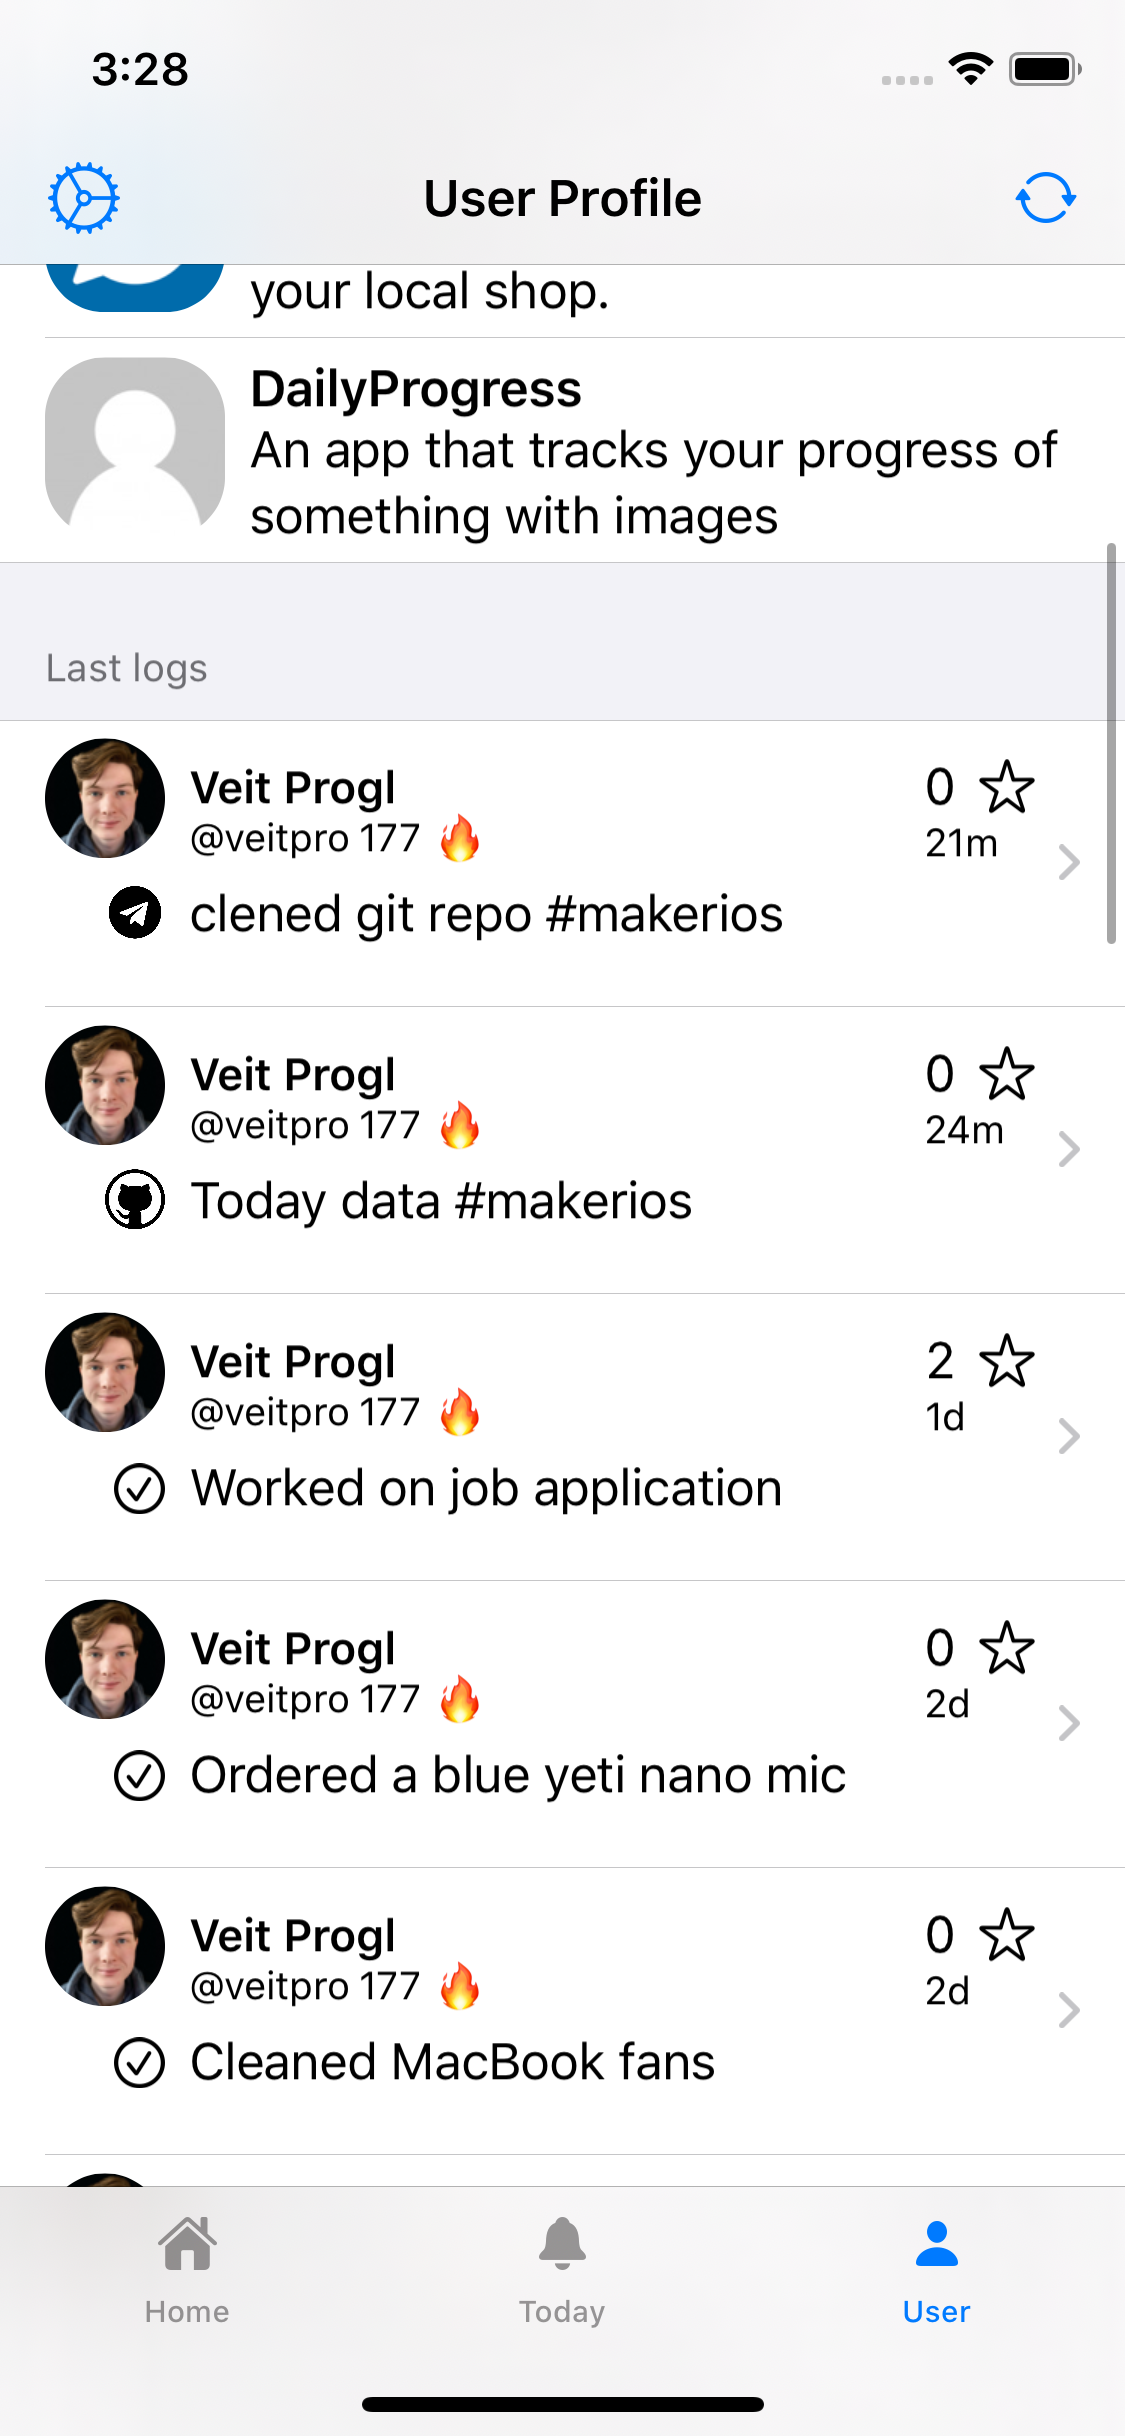 3:28
User Profile
your local shop.
DailyProgress
An app that tracks your progress of
something with images
Last logs
Veit Progl
0
@veitpro 177 🔥
21m
clened git repo #makerios
Veit Progl
0
@veitpro 177 🔥
24m
Today data #makerios
Veit Progl
2
@veitpro 177 🔥
1d
Worked on job application
Veit Progl
0
@veitpro 177 🔥
2d
Ordered a blue yeti nano mic
Veit Progl
0
@veitpro 177 🔥
2d
Cleaned MacBook fans
Home
Today
User